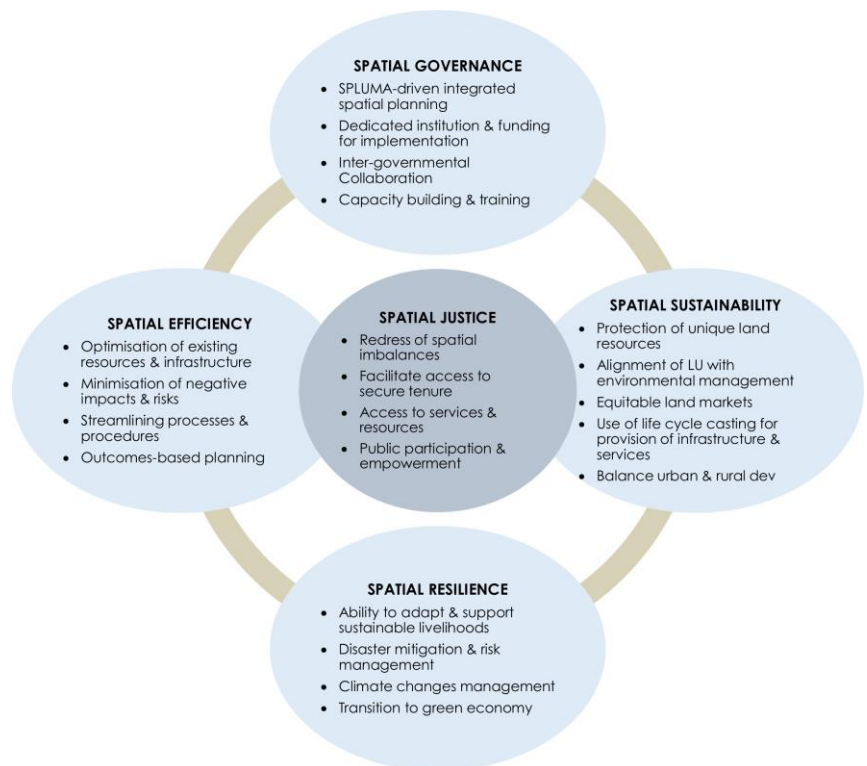 SPATIAL GOVERNANCE
• SPLUMA-driven integrated
spatial planning
• Dedicated institution & funding
for implementation
• Inter-governmental
Collaboration
• Capacity building & training
SPATIAL EFFICIENCY
• Optimisation of existing
resources & infrastructure
• Minimisation of negative
impacts & risks
• Streamlining processes &
procedures
• Outcomes-based planning
SPATIAL JUSTICE
• Redress of spatial
imbalances
• Facilitate access to
secure tenure
• Access to services &
resources
• Public participation &
empowerment
SPATIAL SUSTAINABILITY
• Protection of unique land
resources
• Alignment of LU with
environmental management
• Equitable land markets
• Use of life cycle casting for
provision of infrastructure &
services
• Balance urban & rural dev
SPATIAL RESILIENCE
• Ability to adapt & support
sustainable livelihoods
• Disaster mitigation & risk
management
• Climate changes management
• Transition to green economy